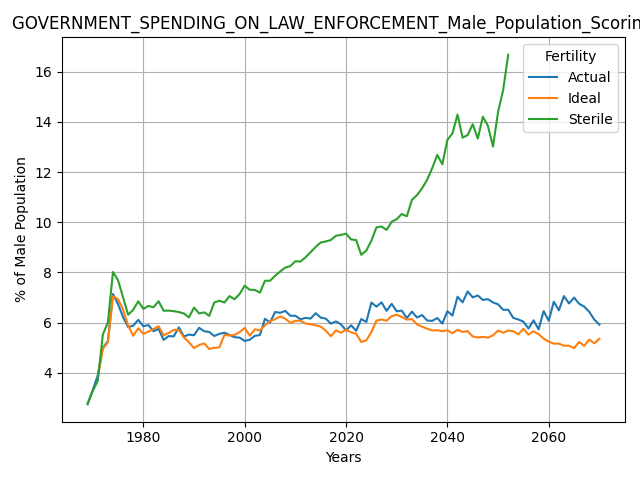 GOVERNMENT_SPENDING_ON_LAW_ENFORCEMENT_Male_Population_Scorin
Fertility
Actual
Ideal
Sterile
% of Male Population
16
14
12
10
8
6
4
1980 2000 2020 2040 2060
Years